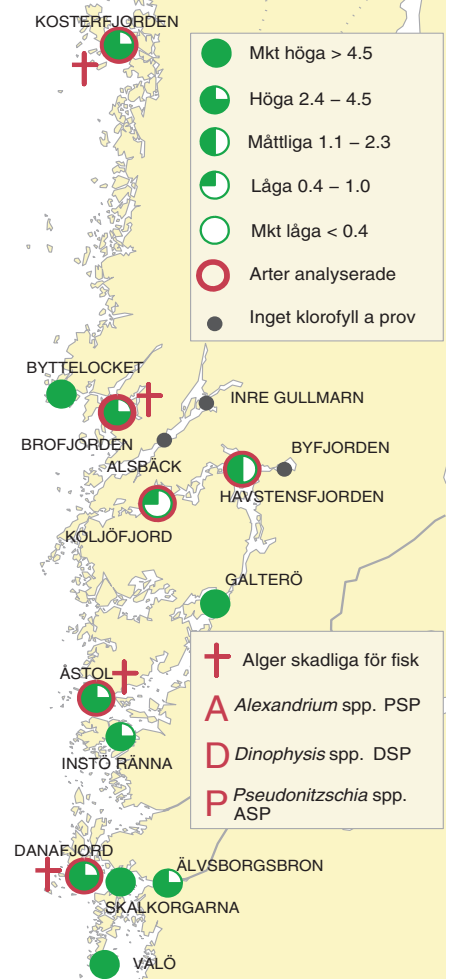 KOSTERFJORDEN
Mkt höga > 4.5
Höga 2.4 – 4.5
Måttliga 1.1 – 2.3
Låga 0.4 – 1.0
Mkt låga < 0.4
Arter analyserade
Inget klorofyll a prov
BYTTELOCKET
INRE GULLMARN
BROFJORDEN
BYFJORDEN
ALSBÄCK
HAVSTENSFJORDEN
KOLJÖFJORD
GALTERÖ
Alger skadliga för fisk
ÅSTOL
A Alexandrium spp. PSP
D Dinophysis spp. DSP
INSTÖ RÄNNA
P Pseudonitzschia spp.
ASP
DANAFJORD
ÄLVSBORGSBRON
SKALKORGARNA
VALÖ